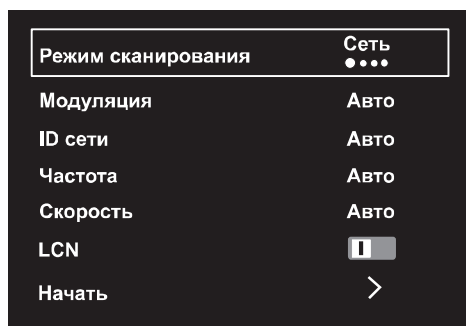 Режим сканирования Сеть
Модуляция Авто
ID сети Авто
Частота Авто
Скорость Авто
LCN
Начать